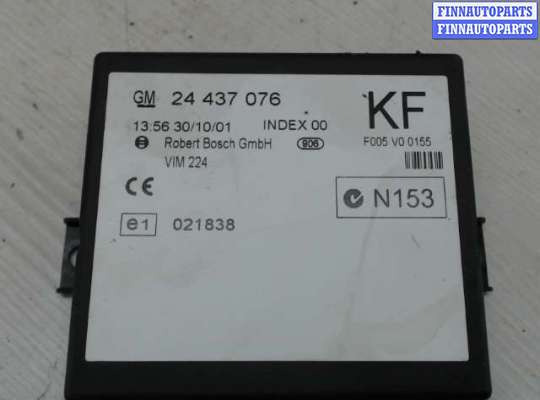 FINNAUTOPARTS
FINNAUTOPARTS
GM 24 437 076
KF
13:56 30/10/01 INDEX 00
F005 V0 0155
Robert Bosch GmbH 906
VIM 224
CE
N153
e1 021838